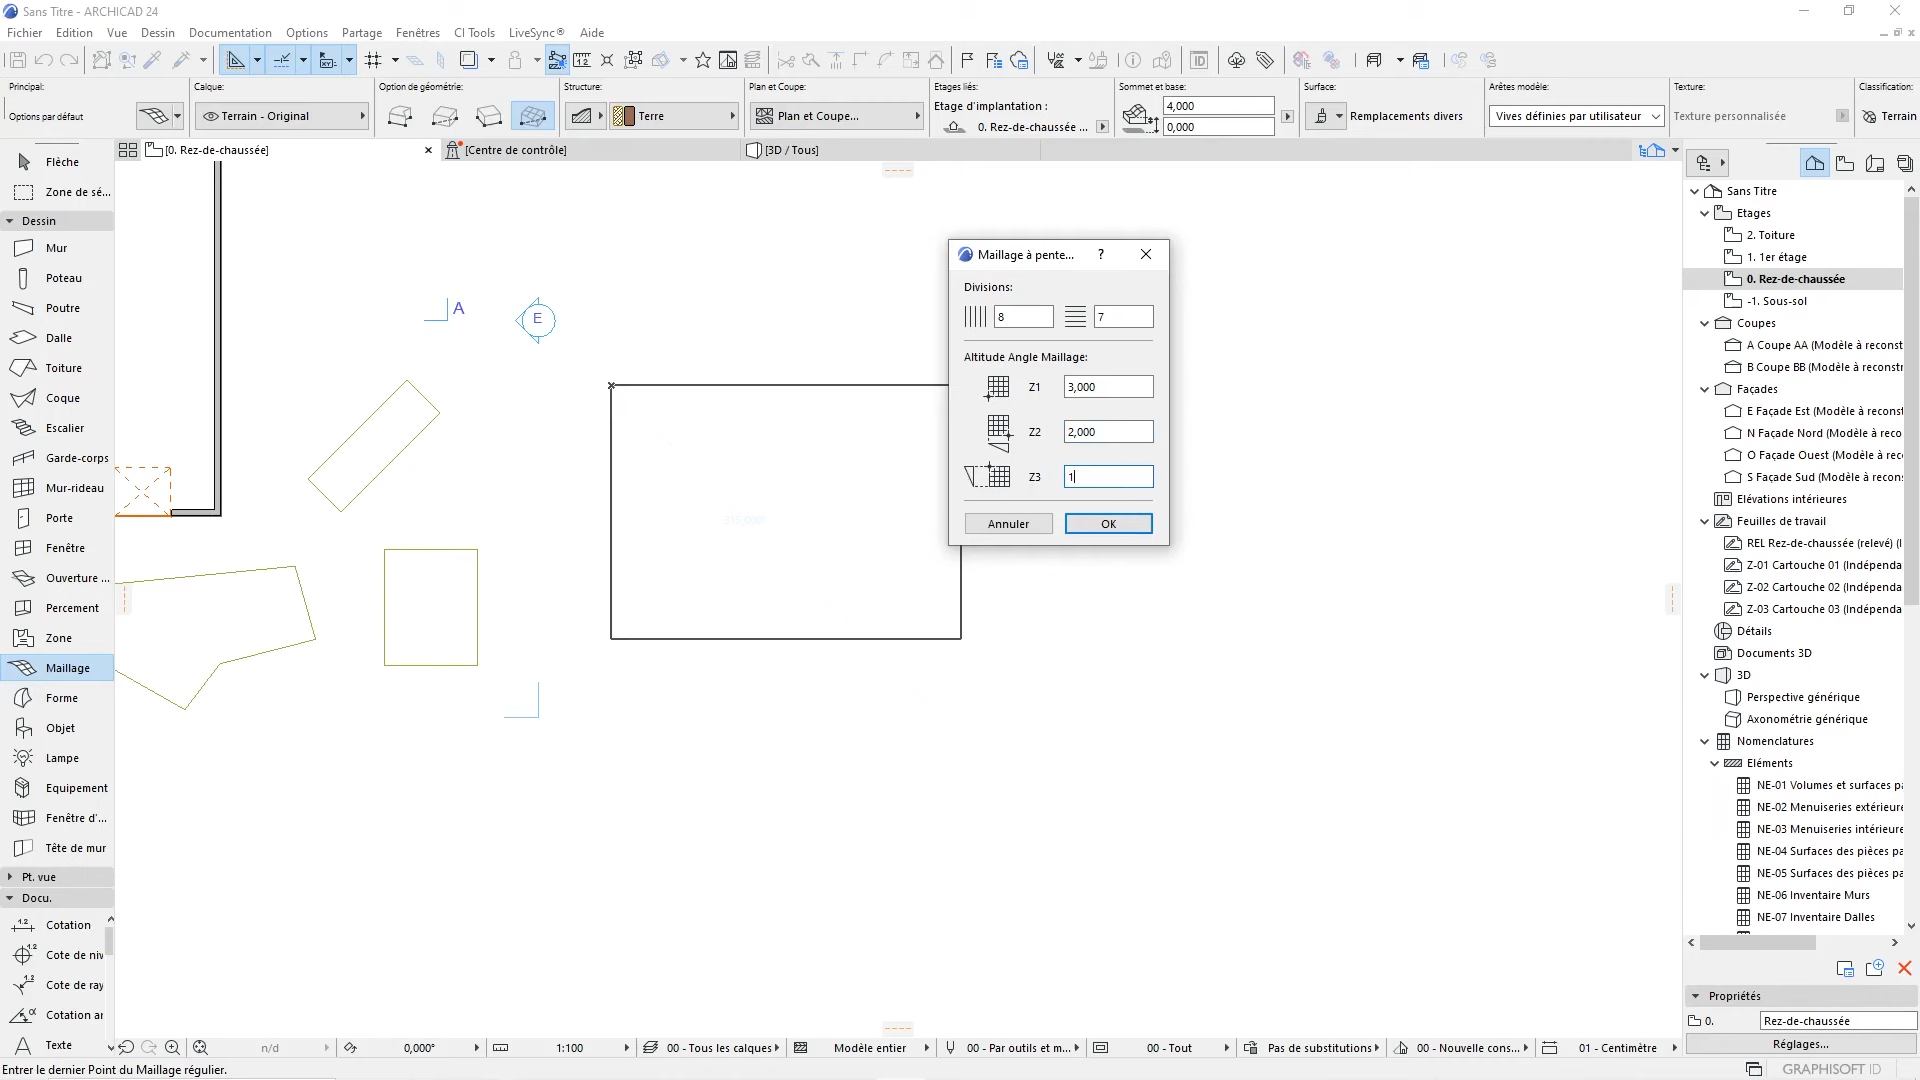 Sans Titre - ARCHICAD 24
Fichier Edition Vue Dessin Documentation Options Partage Fenêtres CI Tools LiveSync® Aide
Principal: Calque: Option de géométrie: Structure: Plan et Coupe: Etages liés: Sommet et base: Surface: Arêtes modèle: Texture: Classification:
Options par défaut Terrain - Original Terre Plan et Coupe... Etage d'implantation : 4,000 Remplacements divers Vives définies par utilisateur Texture personnalisée Terrain
0. Rez-de-chaussée ... 0,000
[0. Rez-de-chaussée] [Centre de contrôle] [3D / Tous]
Flèche
Zone de sé...
Dessin
Mur
Poteau
Poutre
Dalle
Toiture
Coque
Escalier
Garde-corps
Mur-rideau
Porte
Fenêtre
Ouverture ...
Percement
Zone
Maillage
Forme
Objet
Lampe
Equipement
Fenêtre d'...
Tête de mur
Pt. vue
Docu.
Cotation
Cote de niv
Cote de ray
Cotation an
Texte
A
E
Maillage à pente... ?
Divisions:
8 7
Altitude Angle Maillage:
Z1 3,000
Z2 2,000
Z3 1
Annuler OK
Sans Titre
Etages
2. Toiture
1. 1er étage
0. Rez-de-chaussée
-1. Sous-sol
Coupes
A Coupe AA (Modèle à reconst
B Coupe BB (Modèle à reconstr
Façades
E Façade Est (Modèle à reconst
N Façade Nord (Modèle à reco
O Façade Ouest (Modèle à rec
S Façade Sud (Modèle à recons
Elévations intérieures
Feuilles de travail
REL Rez-de-chaussée (relevé) (I
Z-01 Cartouche 01 (Indépenda
Z-02 Cartouche 02 (Indépenda
Z-03 Cartouche 03 (Indépenda
Détails
Documents 3D
3D
Perspective générique
Axonométrie générique
Nomenclatures
Eléments
NE-01 Volumes et surfaces pa
NE-02 Menuiseries extérieure
NE-03 Menuiseries intérieure
NE-04 Surfaces des pièces pa
NE-05 Surfaces des pièces pa
NE-06 Inventaire Murs
NE-07 Inventaire Dalles
Propriétés
0. Rez-de-chaussée
Réglages...
n/d 0,000° 1:100 00 - Tous les calques Modèle entier 00 - Par outils et m... 00 - Tout Pas de substitutions 00 - Nouvelle cons... 01 - Centimètre
Entrer le dernier Point du Maillage régulier.
GRAPHISOFT ID